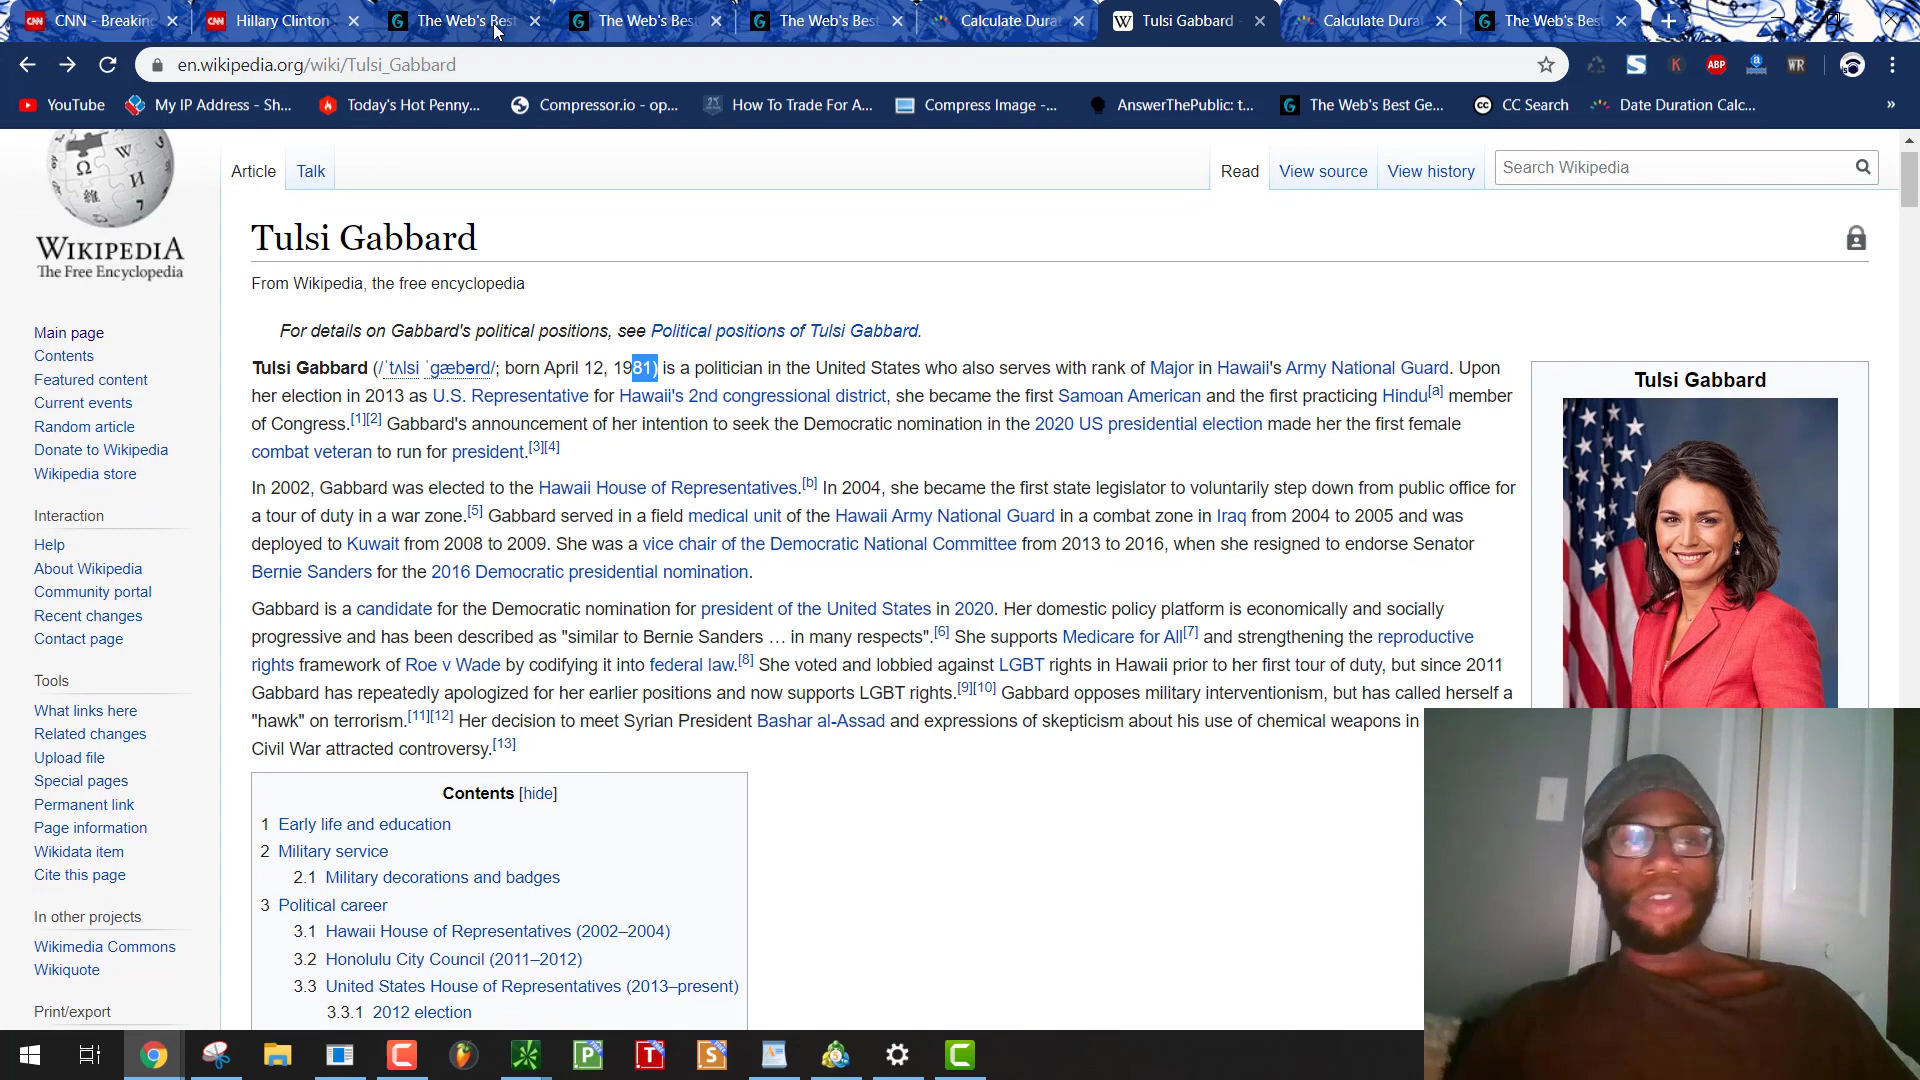 CNN - Breakin
Hillary Clinton
The Web's Best
The Web's Bes
The Web's Best
Calculate Durat
Tulsi Gabbard -
Calculate Durat
The Web's Best
en.wikipedia.org/wiki/Tulsi_Gabbard
ABP
WR
YouTube
My IP Address - Sh...
Today's Hot Penny...
Compressor.io - op...
How To Trade For A...
Compress Image -...
AnswerThePublic: t...
The Web's Best Ge...
CC Search
Date Duration Calc...
WIKIPEDIA
The Free Encyclopedia
Article
Talk
Read
View source
View history
Search Wikipedia
Tulsi Gabbard
From Wikipedia, the free encyclopedia
For details on Gabbard's political positions, see Political positions of Tulsi Gabbard.
Tulsi Gabbard (/ˈtʌlsi ˈɡæbərd/; born April 12, 1981) is a politician in the United States who also serves with rank of Major in Hawaii's Army National Guard. Upon
her election in 2013 as U.S. Representative for Hawaii's 2nd congressional district, she became the first Samoan American and the first practicing Hindu[a] member
of Congress.[1][2] Gabbard's announcement of her intention to seek the Democratic nomination in the 2020 US presidential election made her the first female
combat veteran to run for president.[3][4]
In 2002, Gabbard was elected to the Hawaii House of Representatives.[b] In 2004, she became the first state legislator to voluntarily step down from public office for
a tour of duty in a war zone.[5] Gabbard served in a field medical unit of the Hawaii Army National Guard in a combat zone in Iraq from 2004 to 2005 and was
deployed to Kuwait from 2008 to 2009. She was a vice chair of the Democratic National Committee from 2013 to 2016, when she resigned to endorse Senator
Bernie Sanders for the 2016 Democratic presidential nomination.
Gabbard is a candidate for the Democratic nomination for president of the United States in 2020. Her domestic policy platform is economically and socially
progressive and has been described as "similar to Bernie Sanders … in many respects".[6] She supports Medicare for All[7] and strengthening the reproductive
rights framework of Roe v Wade by codifying it into federal law.[8] She voted and lobbied against LGBT rights in Hawaii prior to her first tour of duty, but since 2011
Gabbard has repeatedly apologized for her earlier positions and now supports LGBT rights.[9][10] Gabbard opposes military interventionism, but has called herself a
"hawk" on terrorism.[11][12] Her decision to meet Syrian President Bashar al-Assad and expressions of skepticism about his use of chemical weapons in
Civil War attracted controversy.[13]
Tulsi Gabbard
Contents [hide]
1 Early life and education
2 Military service
2.1 Military decorations and badges
3 Political career
3.1 Hawaii House of Representatives (2002–2004)
3.2 Honolulu City Council (2011–2012)
3.3 United States House of Representatives (2013–present)
3.3.1 2012 election
Main page
Contents
Featured content
Current events
Random article
Donate to Wikipedia
Wikipedia store
Interaction
Help
About Wikipedia
Community portal
Recent changes
Contact page
Tools
What links here
Related changes
Upload file
Special pages
Permanent link
Page information
Wikidata item
Cite this page
In other projects
Wikimedia Commons
Wikiquote
Print/export